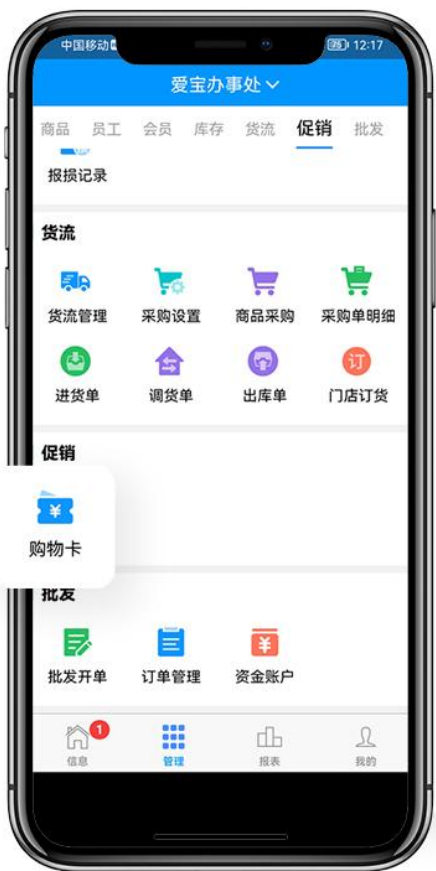 中国移动 25 12:17
爱宝办事处
商品 员工 会员 库存 货流 促销 批发
报损记录
货流
货流管理 采购设置 商品采购 采购单明细
进货单 调货单 出库单 订 门店订货
促销
¥
购物卡
批发
¥
批发开单 订单管理 资金账户
1
信息 管理 报表 我的